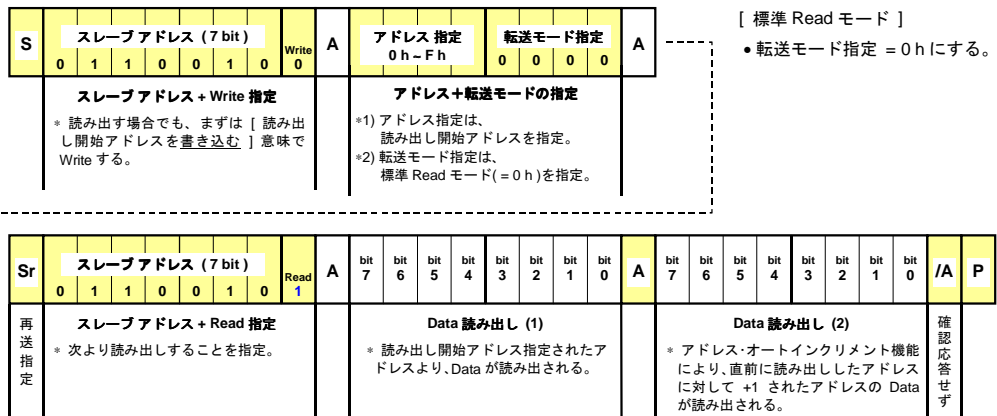 [ 標準 Read モード ]
• 転送モード指定 = 0 h にする。
S スレーブ アドレス ( 7 bit ) Write A アドレス 指定 転送モード指定 A
0 h ~ F h
0 1 1 0 0 1 0 0 0 0 0 0
スレーブ アドレス + Write 指定
* 読み出す場合でも、まずは [ 読み出
し開始アドレスを書き込む ] 意味で
Write する。
アドレス＋転送モードの指定
*1) アドレス指定は、
読み出し開始アドレスを指定。
*2) 転送モード指定は、
標準 Read モード( = 0 h )を指定。
Sr スレーブ アドレス ( 7 bit ) Read A bit 7 bit 6 bit 5 bit 4 bit 3 bit 2 bit 1 bit 0 A bit 7 bit 6 bit 5 bit 4 bit 3 bit 2 bit 1 bit 0 /A P
0 1 1 0 0 1 0 1
再送指定
スレーブ アドレス + Read 指定
* 次より読み出しすることを指定。
Data 読み出し (1)
* 読み出し開始アドレス指定されたア
ドレスより、Data が読み出される。
Data 読み出し (2)
* アドレス・オートインクリメント機能
により、直前に読み出ししたアドレス
に対して +1 されたアドレスの Data
が読み出される。
確認応答せず